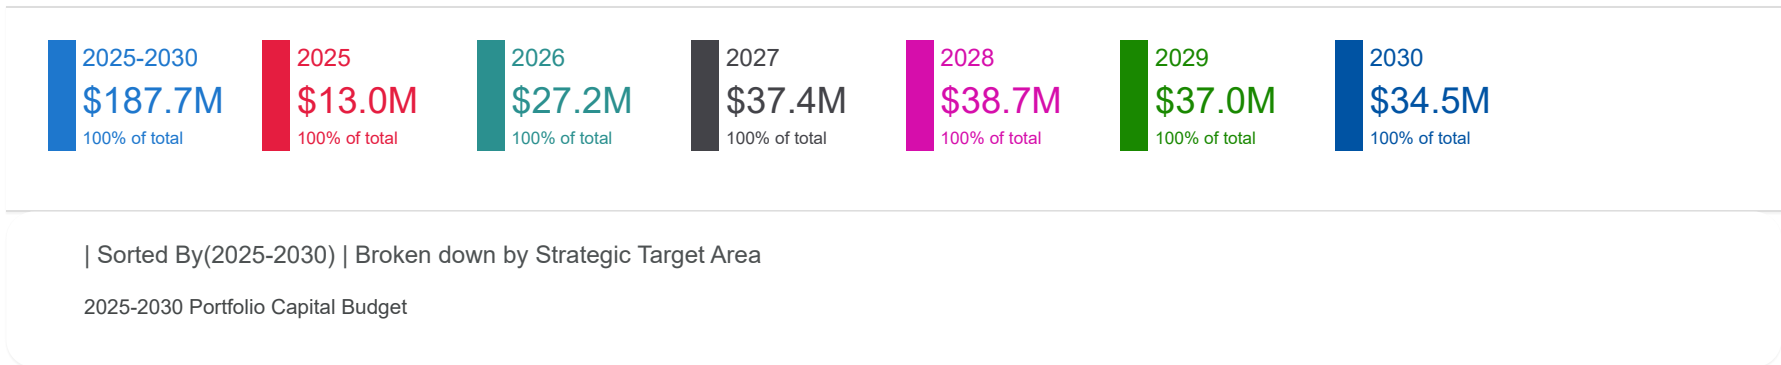 2025-2030
$187.7M
100% of total
2025
$13.0M
100% of total
2026
$27.2M
100% of total
2027
$37.4M
100% of total
2028
$38.7M
100% of total
2029
$37.0M
100% of total
2030
$34.5M
100% of total
| Sorted By(2025-2030) | Broken down by Strategic Target Area
2025-2030 Portfolio Capital Budget